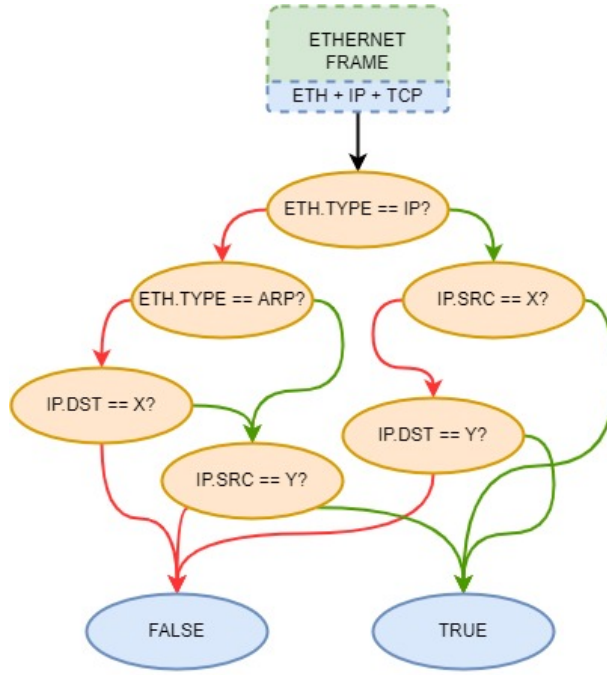 ETHERNET
FRAME
ETH + IP + TCP
ETH.TYPE == IP?
ETH.TYPE == ARP?
IP.SRC == X?
IP.DST == X?
IP.DST == Y?
IP.SRC == Y?
FALSE
TRUE